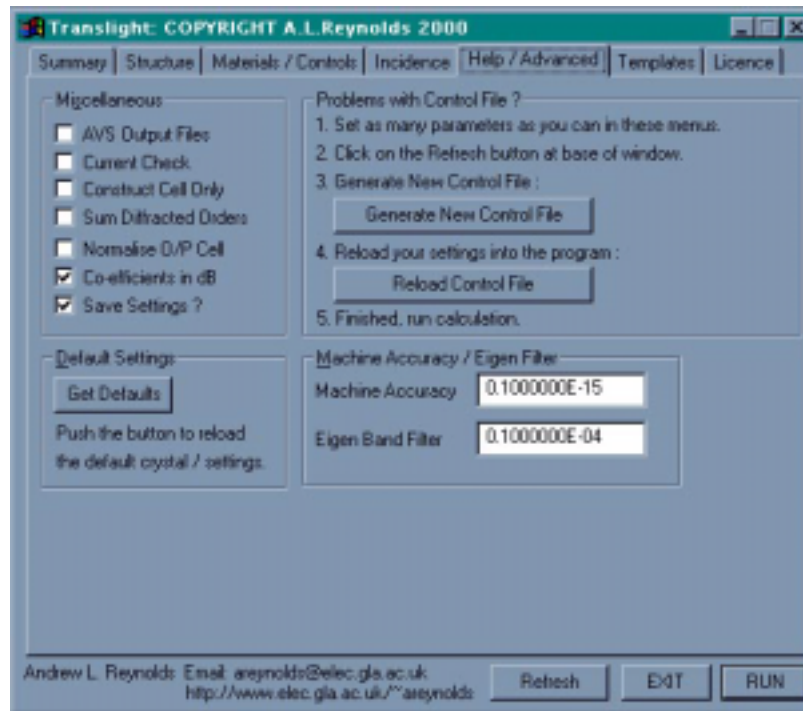 Translight: COPYRIGHT A.L.Reynolds 2000
Summary Structure Materials / Controls Incidence Help / Advanced Templates Licence
Miscellaneous
AVS Output Files
Current Check
Construct Cell Only
Sum Diffracted Orders
Normalise O/P Cell
Co-efficients in dB
Save Settings ?
Problems with Control File ?
1. Set as many parameters as you can in these menus.
2. Click on the Refresh button at base of window.
3. Generate New Control File :
Generate New Control File
4. Reload your settings into the program :
Reload Control File
5. Finished, run calculation.
Default Settings
Get Defaults
Push the button to reload
the default crystal / settings.
Machine Accuracy / Eigen Filter
Machine Accuracy 0.1000000E-15
Eigen Band Filter 0.1000000E-04
Andrew L. Reynolds Email: areynolds@elec.gla.ac.uk
http://www.elec.gla.ac.uk/~areynolds
Refresh EXIT RUN